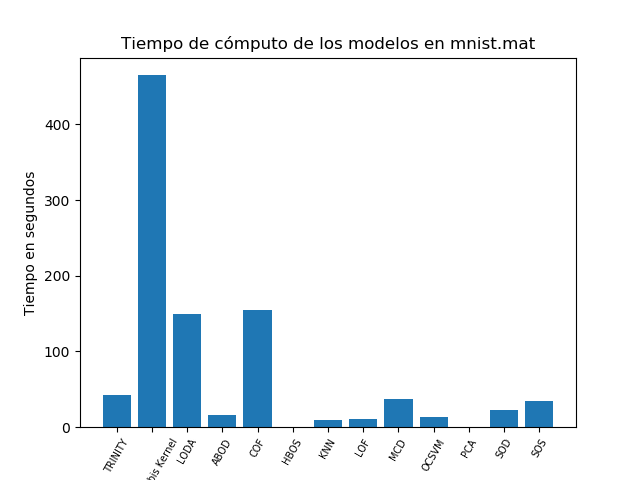 Tiempo de cómputo de los modelos en mnist.mat
Tiempo en segundos
400
300
200
100
0
TRINITY
Kernel
LODA
ABOD
COF
HBOS
KNN
LOF
MCD
OCSVM
PCA
SOD
SOS